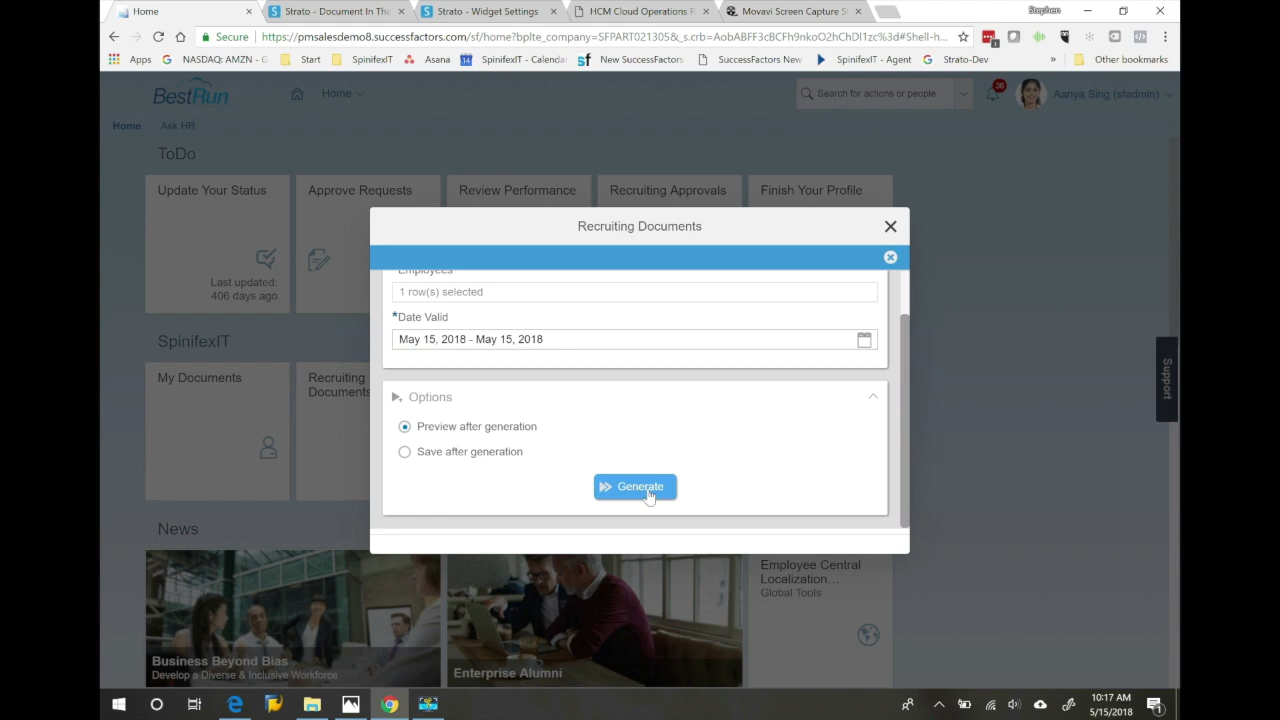 Home
Strato - Document In The
Strato - Widget Settings
HCM Cloud Operations F
Movavi Screen Capture S
Stephen
Secure
https://pmsalesdemo8.successfactors.com/sf/home?bplte_company=SFPART021305&_s.crb=AobABFF3cBCFh9nkoO2hChDl1zc%3d#Shell-h...
Apps
NASDAQ: AMZN - G
Start
SpinifexIT
Asana
SpinifexIT - Calenda
New SuccessFactors
SuccessFactors New
SpinifexIT - Agent
Strato-Dev
»
Other bookmarks
BestRun
Home
Search for actions or people
36
Aanya Sing (sfadmin)
Home
Ask HR
ToDo
Update Your Status
Last updated:
406 days ago
Approve Requests
Review Performance
Recruiting Approvals
Finish Your Profile
Recruiting Documents
Employees
1 row(s) selected
*Date Valid
May 15, 2018 - May 15, 2018
Options
Preview after generation
Save after generation
Generate
SpinifexIT
My Documents
Recruiting
Documents
Support
News
Business Beyond Bias
Develop a Diverse & Inclusive Workforce
Enterprise Alumni
Employee Central
Localization...
Global Tools
10:17 AM
5/15/2018
1